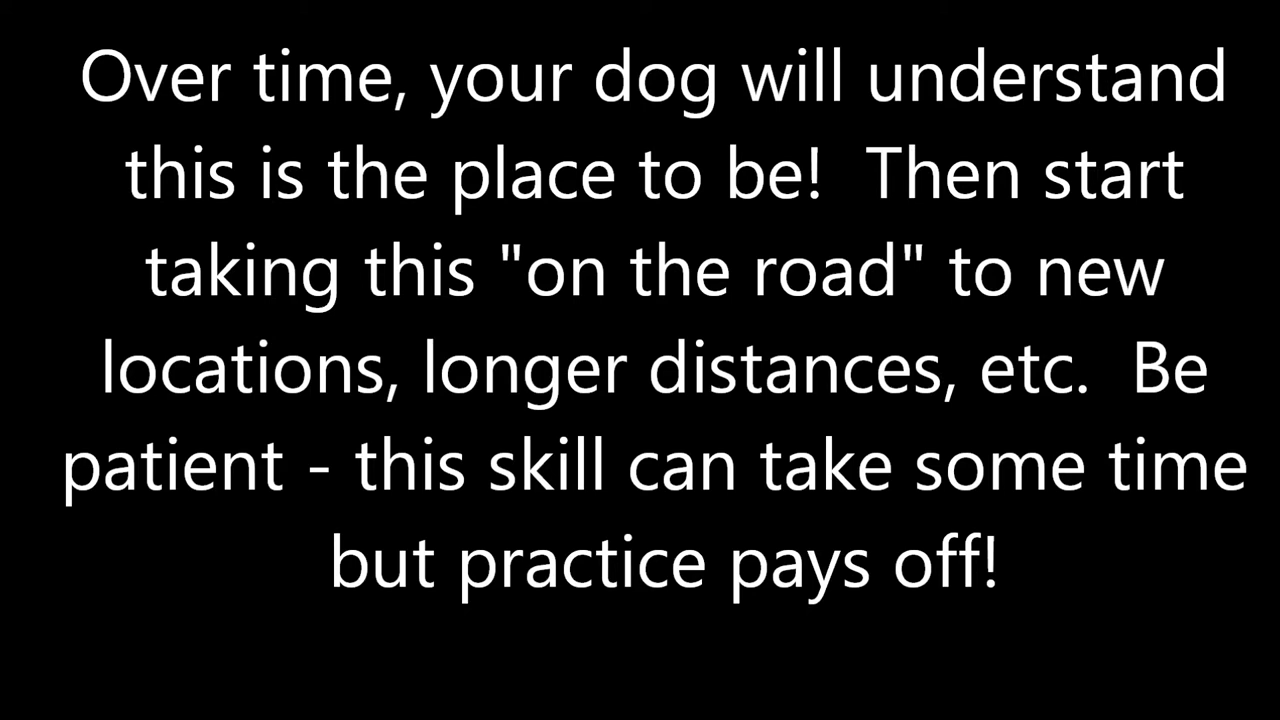 Over time, your dog will understand
this is the place to be!  Then start
taking this "on the road" to new
locations, longer distances, etc.  Be
patient - this skill can take some time
but practice pays off!